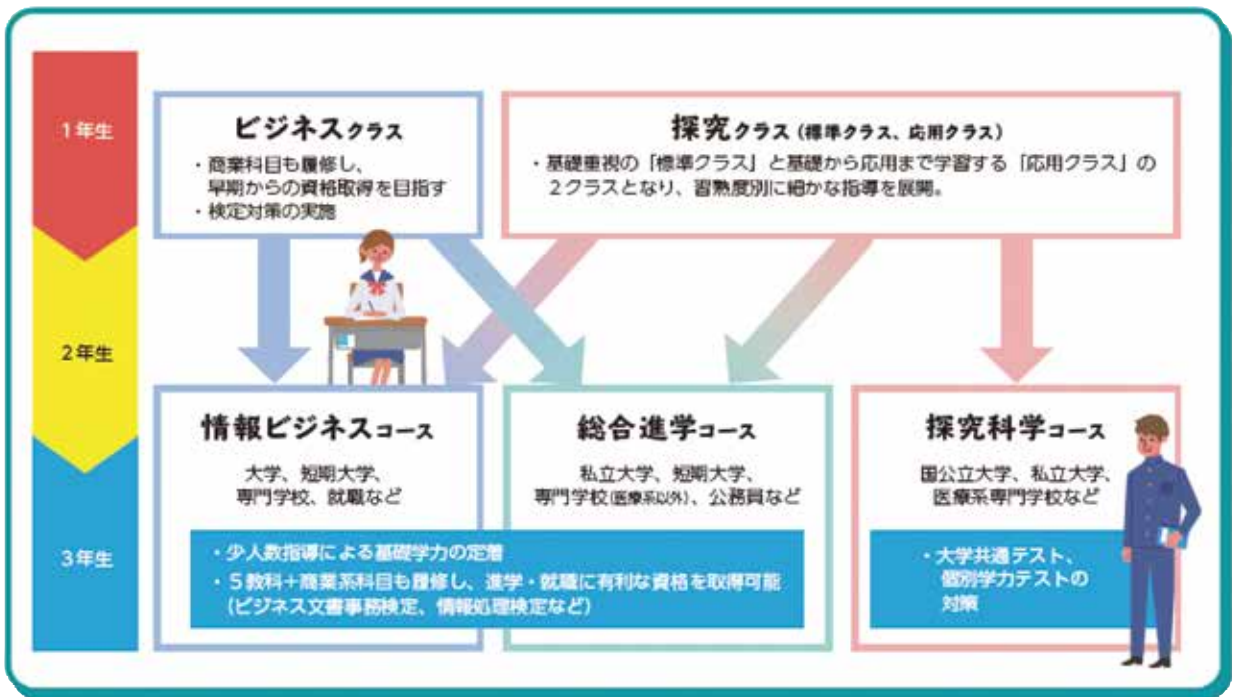 1年生
ビジネスクラス
・商業科目も履修し、
早期からの資格取得を目指す
・検定対策の実施
探究クラス(標準クラス、応用クラス)
・基礎重視の「標準クラス」と基礎から応用まで学習する「応用クラス」の
2クラスとなり、習熟度別に細かな指導を展開。
2年生
情報ビジネスコース
大学、短期大学、
専門学校、就職など
総合進学コース
私立大学、短期大学、
専門学校(医療系以外)、公務員など
探究科学コース
国公立大学、私立大学、
医療系専門学校など
3年生
・少人数指導による基礎学力の定着
・5教科+商業系科目も履修し、進学・就職に有利な資格を取得可能
(ビジネス文書事務検定、情報処理検定など)
・大学共通テスト、
個別学力テストの
対策